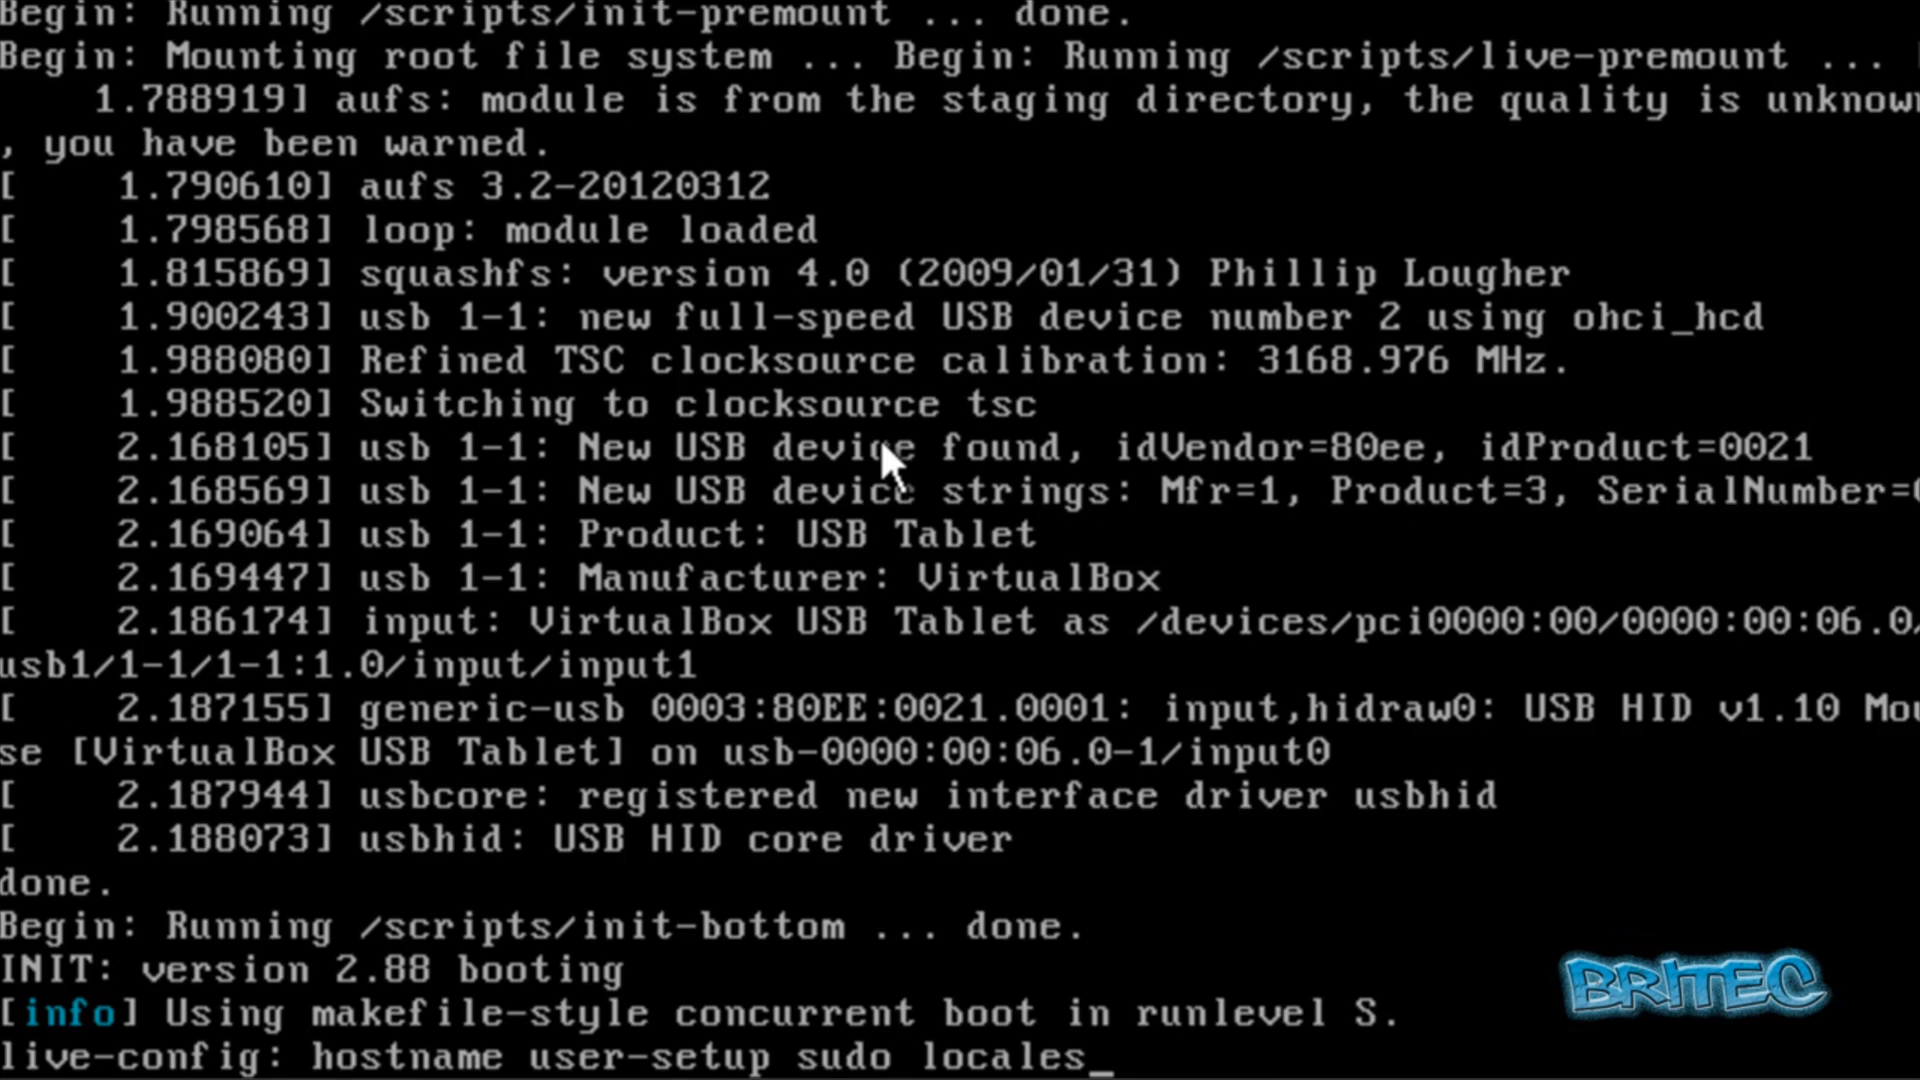 Begin: Running /scripts/init-premount ... done.
Begin: Mounting root file system ... Begin: Running /scripts/live-premount ...
1.788919] aufs: module is from the staging directory, the quality is unknown
, you have been warned.
[ 1.790610] aufs 3.2-20120312
[ 1.798568] loop: module loaded
[ 1.815869] squashfs: version 4.0 (2009/01/31) Phillip Lougher
[ 1.900243] usb 1-1: new full-speed USB device number 2 using ohci_hcd
[ 1.988080] Refined TSC clocksource calibration: 3168.976 MHz.
[ 1.988520] Switching to clocksource tsc
[ 2.168105] usb 1-1: New USB device found, idVendor=80ee, idProduct=0021
[ 2.168569] usb 1-1: New USB device strings: Mfr=1, Product=3, SerialNumber=0
[ 2.169064] usb 1-1: Product: USB Tablet
[ 2.169447] usb 1-1: Manufacturer: VirtualBox
[ 2.186174] input: VirtualBox USB Tablet as /devices/pci0000:00/0000:00:06.0/
usb1/1-1/1-1:1.0/input/input1
[ 2.187155] generic-usb 0003:80EE:0021.0001: input,hidraw0: USB HID v1.10 Mou
se [VirtualBox USB Tablet] on usb-0000:00:06.0-1/input0
[ 2.187944] usbcore: registered new interface driver usbhid
[ 2.188073] usbhid: USB HID core driver
done.
Begin: Running /scripts/init-bottom ... done.
INIT: version 2.88 booting
[info] Using makefile-style concurrent boot in runlevel S.
live-config: hostname user-setup sudo locales_
BRITEC